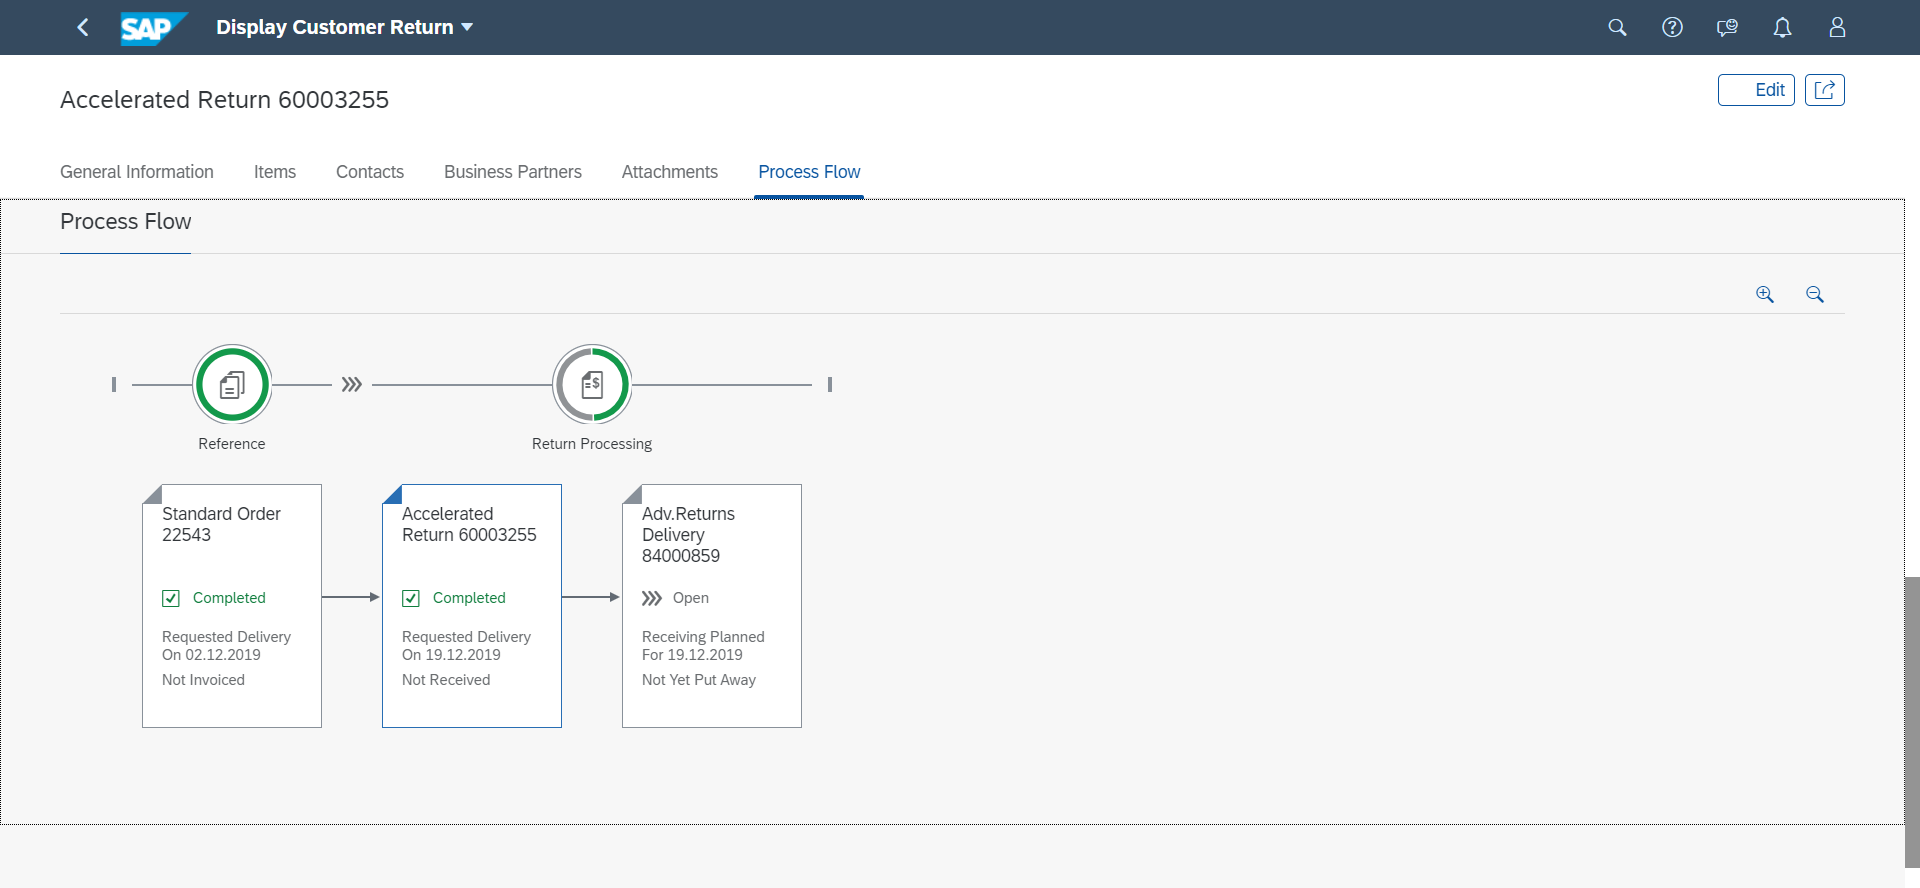 SAP
Display Customer Return
Accelerated Return 60003255
Edit
General Information
Items
Contacts
Business Partners
Attachments
Process Flow
Process Flow
Reference
Return Processing
Standard Order
22543
Completed
Requested Delivery
On 02.12.2019
Not Invoiced
Accelerated
Return 60003255
Completed
Requested Delivery
On 19.12.2019
Not Received
Adv.Returns
Delivery
84000859
Open
Receiving Planned
For 19.12.2019
Not Yet Put Away